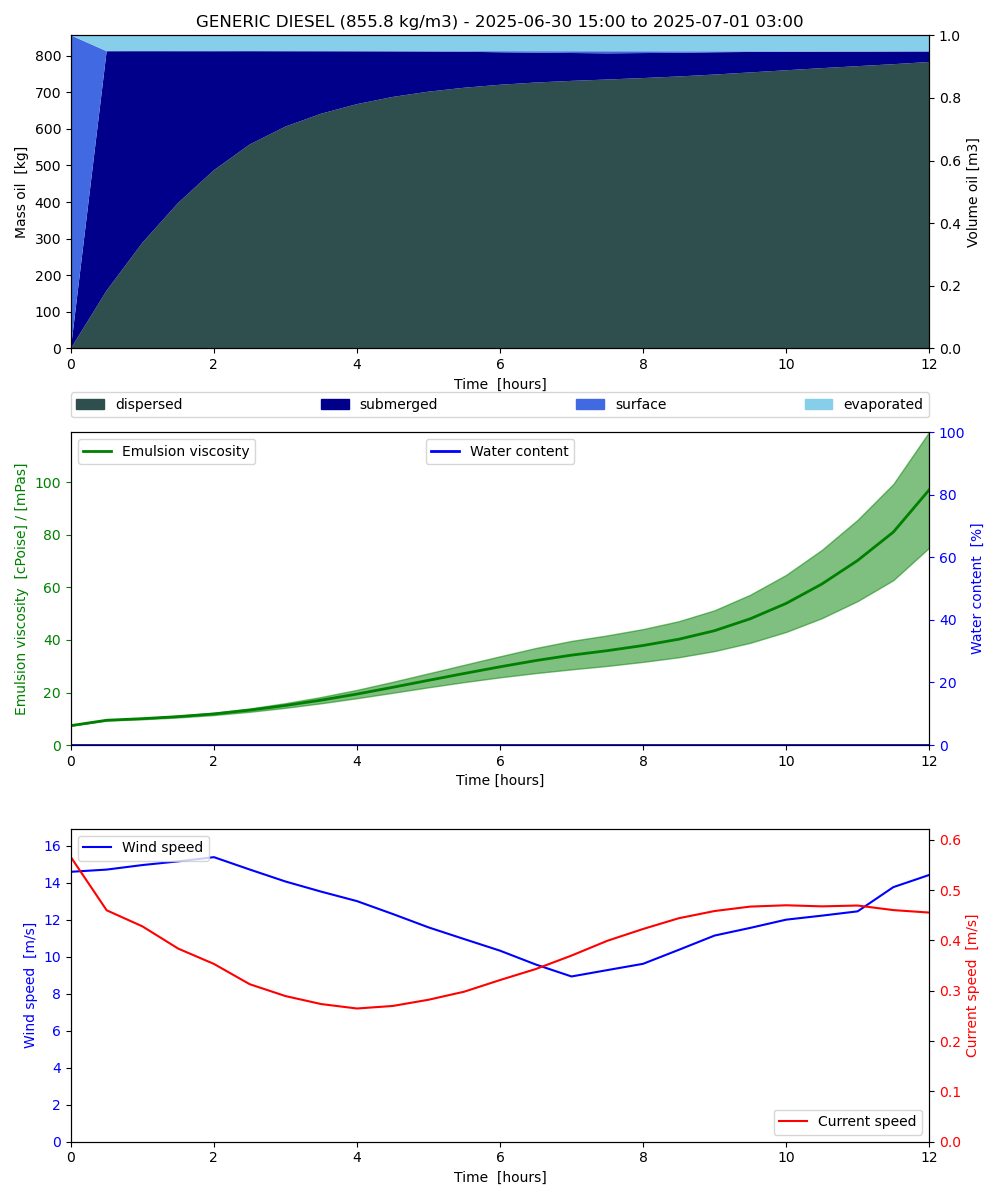 GENERIC DIESEL (855.8 kg/m3) - 2025-06-30 15:00 to 2025-07-01 03:00
Mass oil  [kg]
800
700
600
500
400
300
200
100
0
1.0
0.8
0.6
0.4
0.2
0.0
Volume oil [m3]
0 2 4 6 8 10 12
Time  [hours]
dispersed submerged surface evaporated
Emulsion viscosity  [cPoise] / [mPas]
100
80
60
40
20
0
Emulsion viscosity
Water content
100
80
60
40
20
0
Water content  [%]
0 2 4 6 8 10 12
Time [hours]
Wind speed  [m/s]
16
14
12
10
8
6
4
2
0
Wind speed
Current speed
0.6
0.5
0.4
0.3
0.2
0.1
0.0
Current speed  [m/s]
0 2 4 6 8 10 12
Time  [hours]